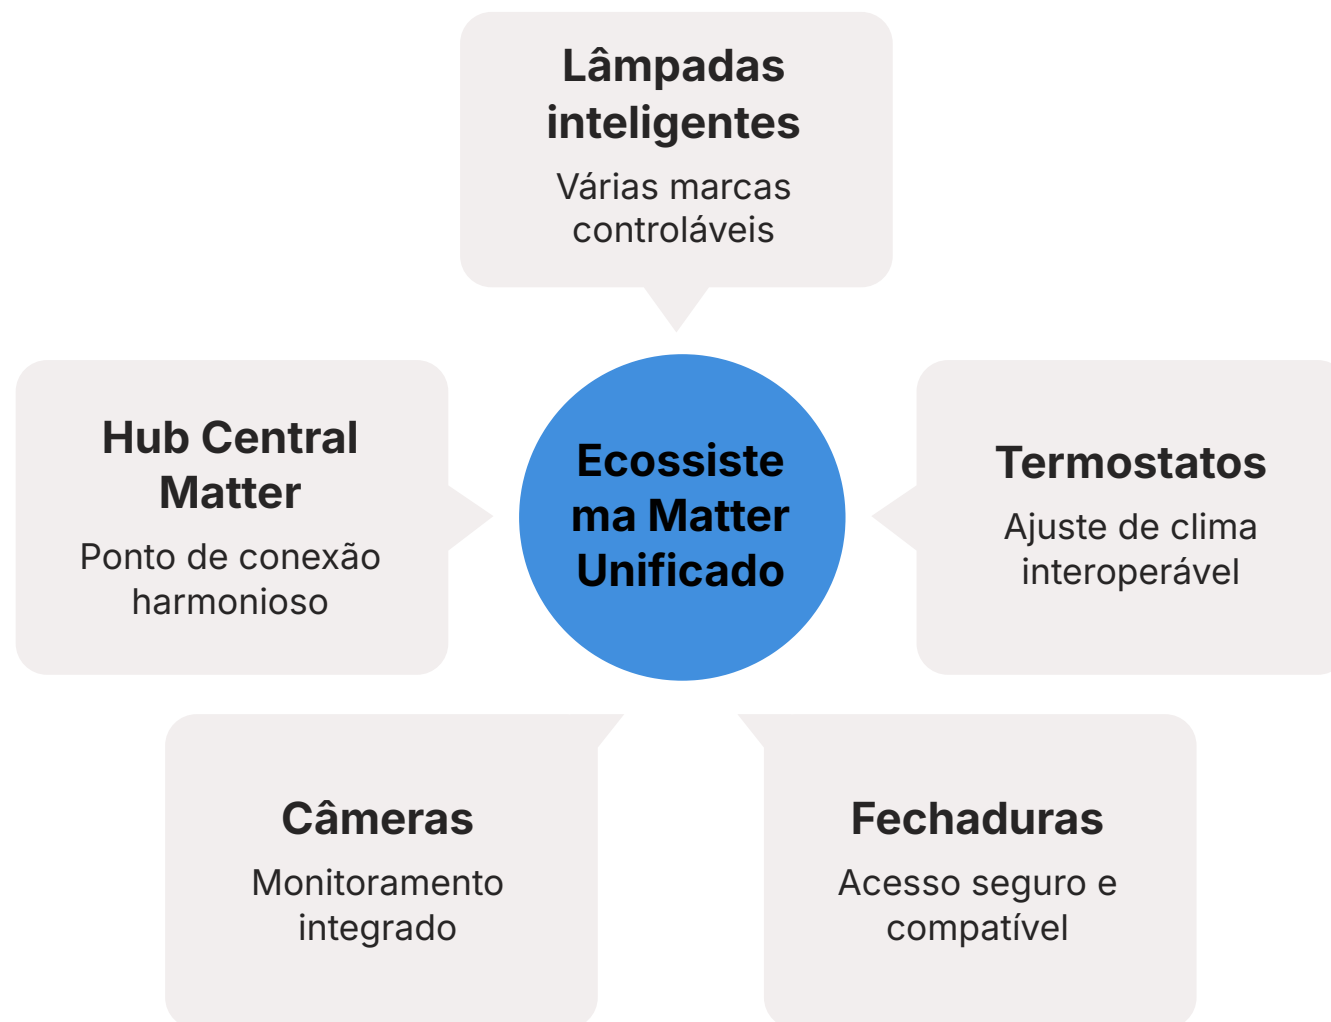 Lâmpadas
inteligentes
Várias marcas
controláveis
Hub Central
Matter
Ponto de conexão
harmonioso
Ecossiste
ma Matter
Unificado
Termostatos
Ajuste de clima
interoperável
Câmeras
Monitoramento
integrado
Fechaduras
Acesso seguro e
compatível